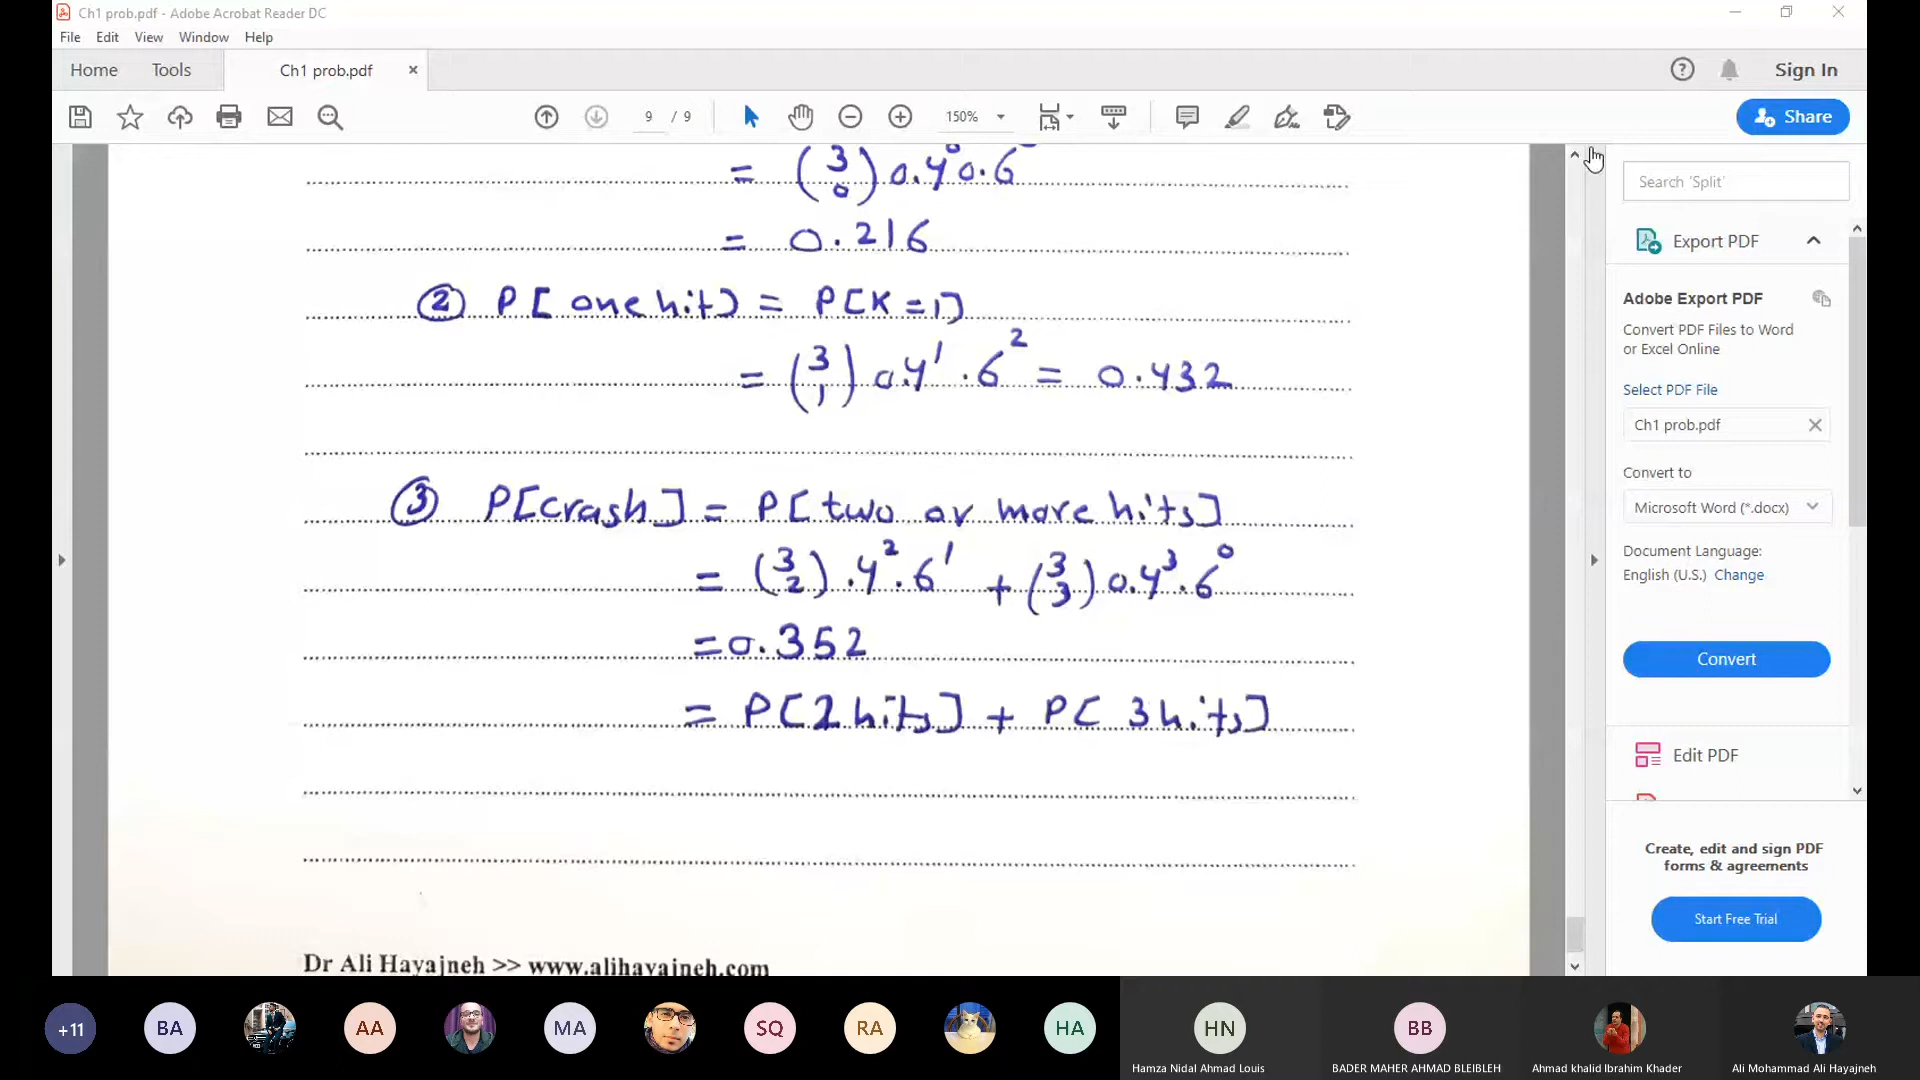 Ch1 prob.pdf - Adobe Acrobat Reader DC
File Edit View Window Help
Home Tools Ch1 prob.pdf × Sign In
9 / 9 150% Share
= (3 0) 0.4⁰ 0.6
= 0.216
② P[one hit] = P[K=1]
= (3 1) 0.4¹ .6² = 0.432
③ P[crash] = P[two or more hits]
= (3 2) .4² .6¹ + (3 3) 0.4³ .6⁰
= 0.352
= P[2 hits] + P[3 hits]
Dr Ali Hayajneh >> www.alihayajneh.com
Search 'Split'
Export PDF
Adobe Export PDF
Convert PDF Files to Word
or Excel Online
Select PDF File
Ch1 prob.pdf
Convert to
Microsoft Word (*.docx)
Document Language:
English (U.S.) Change
Convert
Edit PDF
Create, edit and sign PDF
forms & agreements
Start Free Trial
+11 BA AA MA SQ RA HA HN BB
Hamza Nidal Ahmad Louis BADER MAHER AHMAD BLEIBLEH Ahmad khalid Ibrahim Khader Ali Mohammad Ali Hayajneh